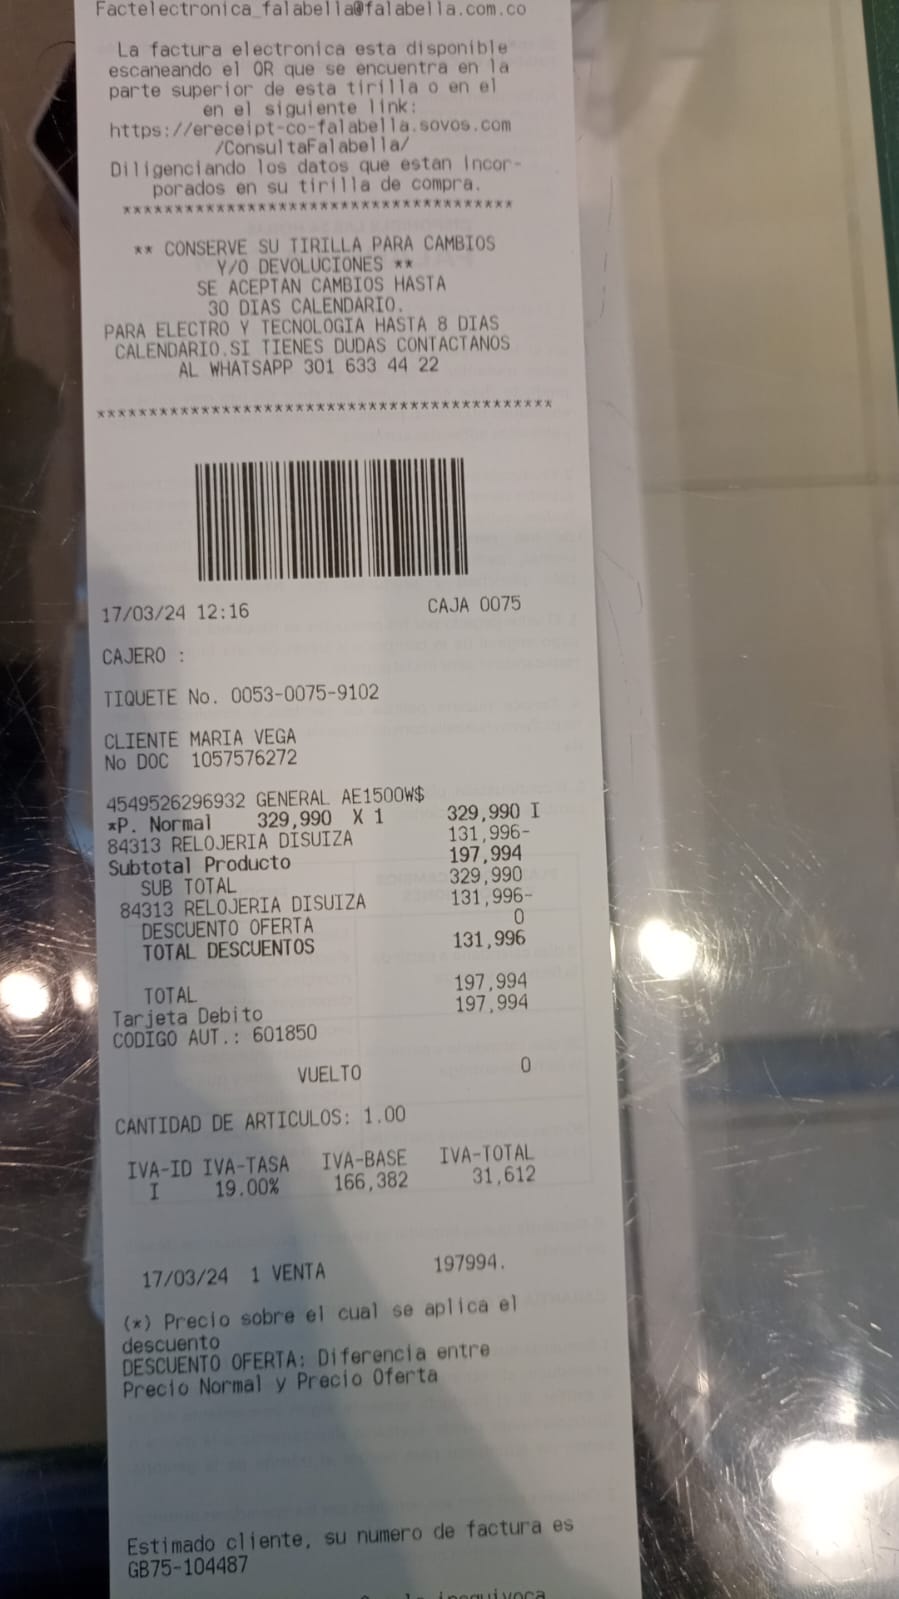 Factelectronica_falabella@falabella.com.co
La factura electronica esta disponible
escaneando el QR que se encuentra en la
parte superior de esta tirilla o en el
en el siguiente link:
https://ereceipt-co-falabella.sovos.com
/ConsultaFalabella/
Diligenciando los datos que estan incor-
porados en su tirilla de compra.
**************************************
** CONSERVE SU TIRILLA PARA CAMBIOS
Y/O DEVOLUCIONES **
SE ACEPTAN CAMBIOS HASTA
30 DIAS CALENDARIO.
PARA ELECTRO Y TECNOLOGIA HASTA 8 DIAS
CALENDARIO.SI TIENES DUDAS CONTACTANOS
AL WHATSAPP 301 633 44 22
********************************************
17/03/24 12:16 CAJA 0075
CAJERO :
TIQUETE No. 0053-0075-9102
CLIENTE MARIA VEGA
No DOC 1057576272
4549526296932 GENERAL AE1500W$
*P. Normal 329,990 X 1 329,990 I
84313 RELOJERIA DISUIZA 131,996-
Subtotal Producto 197,994
SUB TOTAL 329,990
84313 RELOJERIA DISUIZA 131,996-
DESCUENTO OFERTA 0
TOTAL DESCUENTOS 131,996
TOTAL 197,994
Tarjeta Debito 197,994
CODIGO AUT.: 601850
VUELTO 0
CANTIDAD DE ARTICULOS: 1.00
IVA-ID IVA-TASA IVA-BASE IVA-TOTAL
I 19.00% 166,382 31,612
17/03/24 1 VENTA 197994.
(*) Precio sobre el cual se aplica el
descuento
DESCUENTO OFERTA: Diferencia entre
Precio Normal y Precio Oferta
Estimado cliente, su numero de factura es
GB75-104487